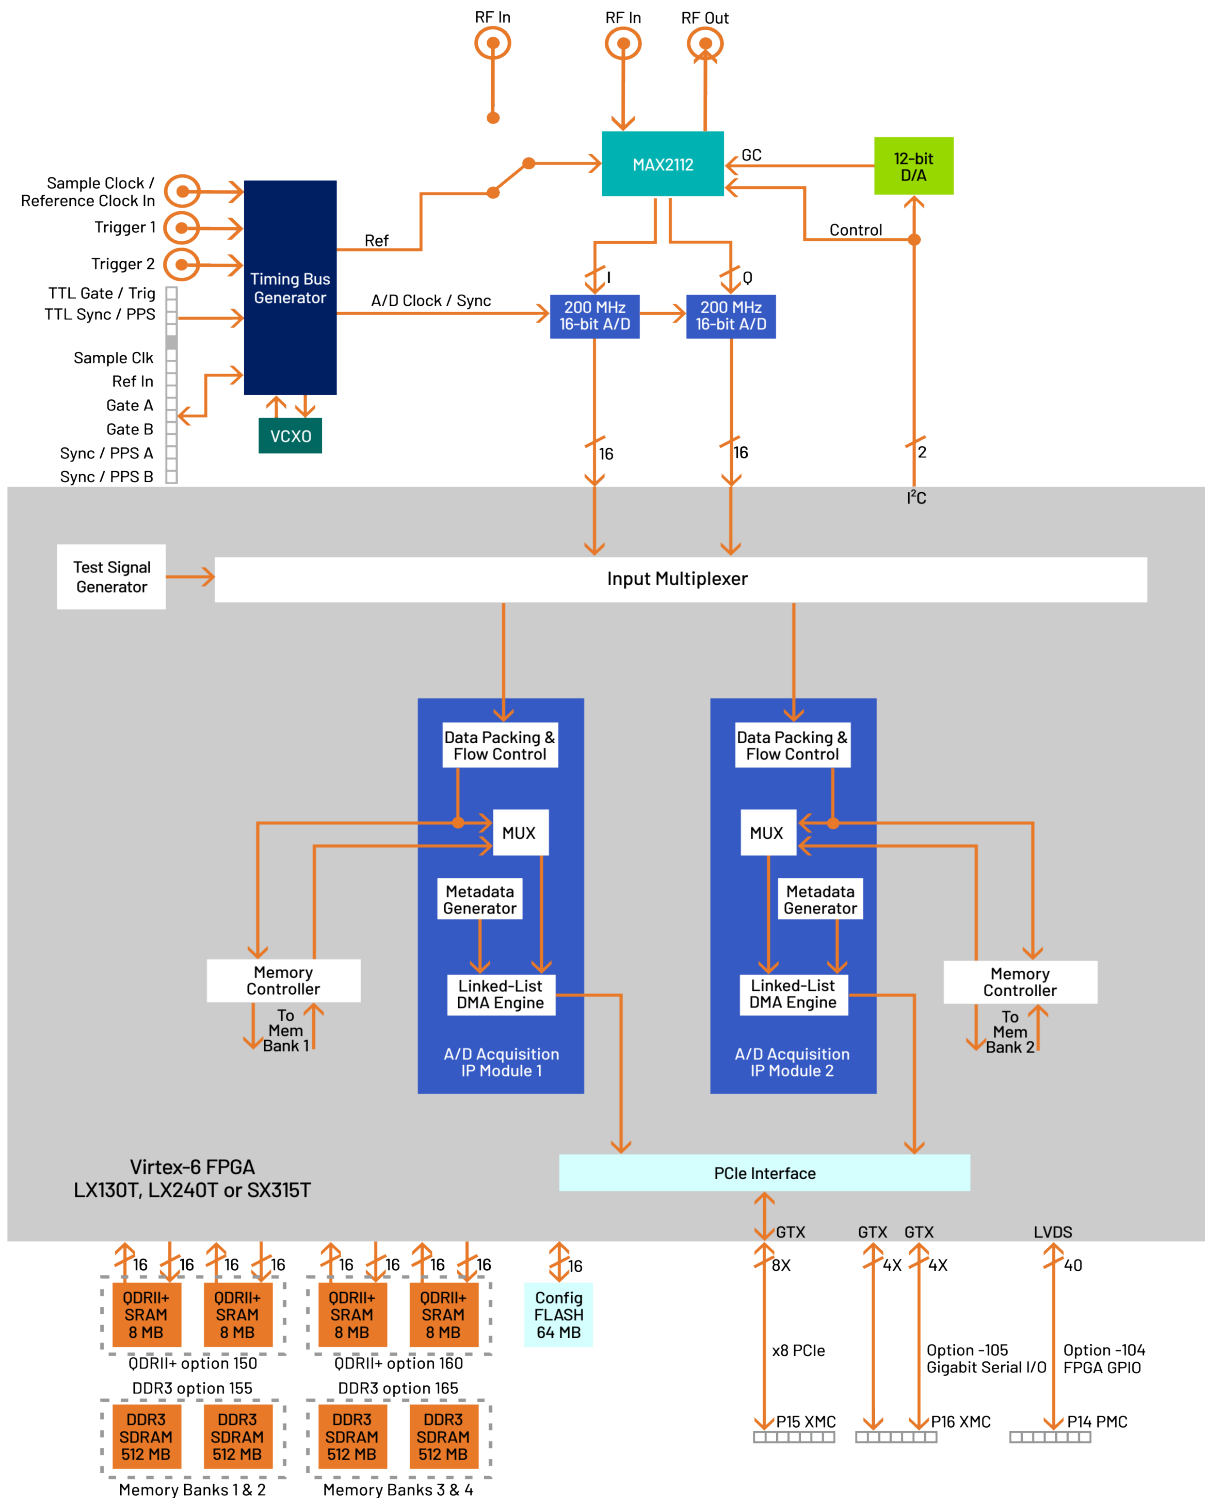 RF In
RF In
RF Out
MAX2112
GC
12-bit
D/A
Sample Clock /
Reference Clock In
Trigger 1
Trigger 2
TTL Gate / Trig
TTL Sync / PPS
Sample Clk
Ref In
Gate A
Gate B
Sync / PPS A
Sync / PPS B
Timing Bus
Generator
VCXO
Ref
A/D Clock / Sync
Control
I
Q
200 MHz
16-bit A/D
200 MHz
16-bit A/D
16
16
2
I²C
Test Signal
Generator
Input Multiplexer
Data Packing &
Flow Control
MUX
Metadata
Generator
Linked-List
DMA Engine
A/D Acquisition
IP Module 1
Data Packing &
Flow Control
MUX
Metadata
Generator
Linked-List
DMA Engine
A/D Acquisition
IP Module 2
Memory
Controller
To
Mem
Bank 1
Memory
Controller
To
Mem
Bank 2
Virtex-6 FPGA
LX130T, LX240T or SX315T
PCIe Interface
GTX
GTX
GTX
LVDS
16
16
16
16
16
16
16
16
16
8X
4X
4X
40
QDRII+
SRAM
8 MB
QDRII+
SRAM
8 MB
QDRII+
SRAM
8 MB
QDRII+
SRAM
8 MB
Config
FLASH
64 MB
QDRII+ option 150
QDRII+ option 160
DDR3 option 155
DDR3 option 165
DDR3
SDRAM
512 MB
DDR3
SDRAM
512 MB
DDR3
SDRAM
512 MB
DDR3
SDRAM
512 MB
Memory Banks 1 & 2
Memory Banks 3 & 4
x8 PCIe
Option -105
Gigabit Serial I/O
Option -104
FPGA GPIO
P15 XMC
P16 XMC
P14 PMC